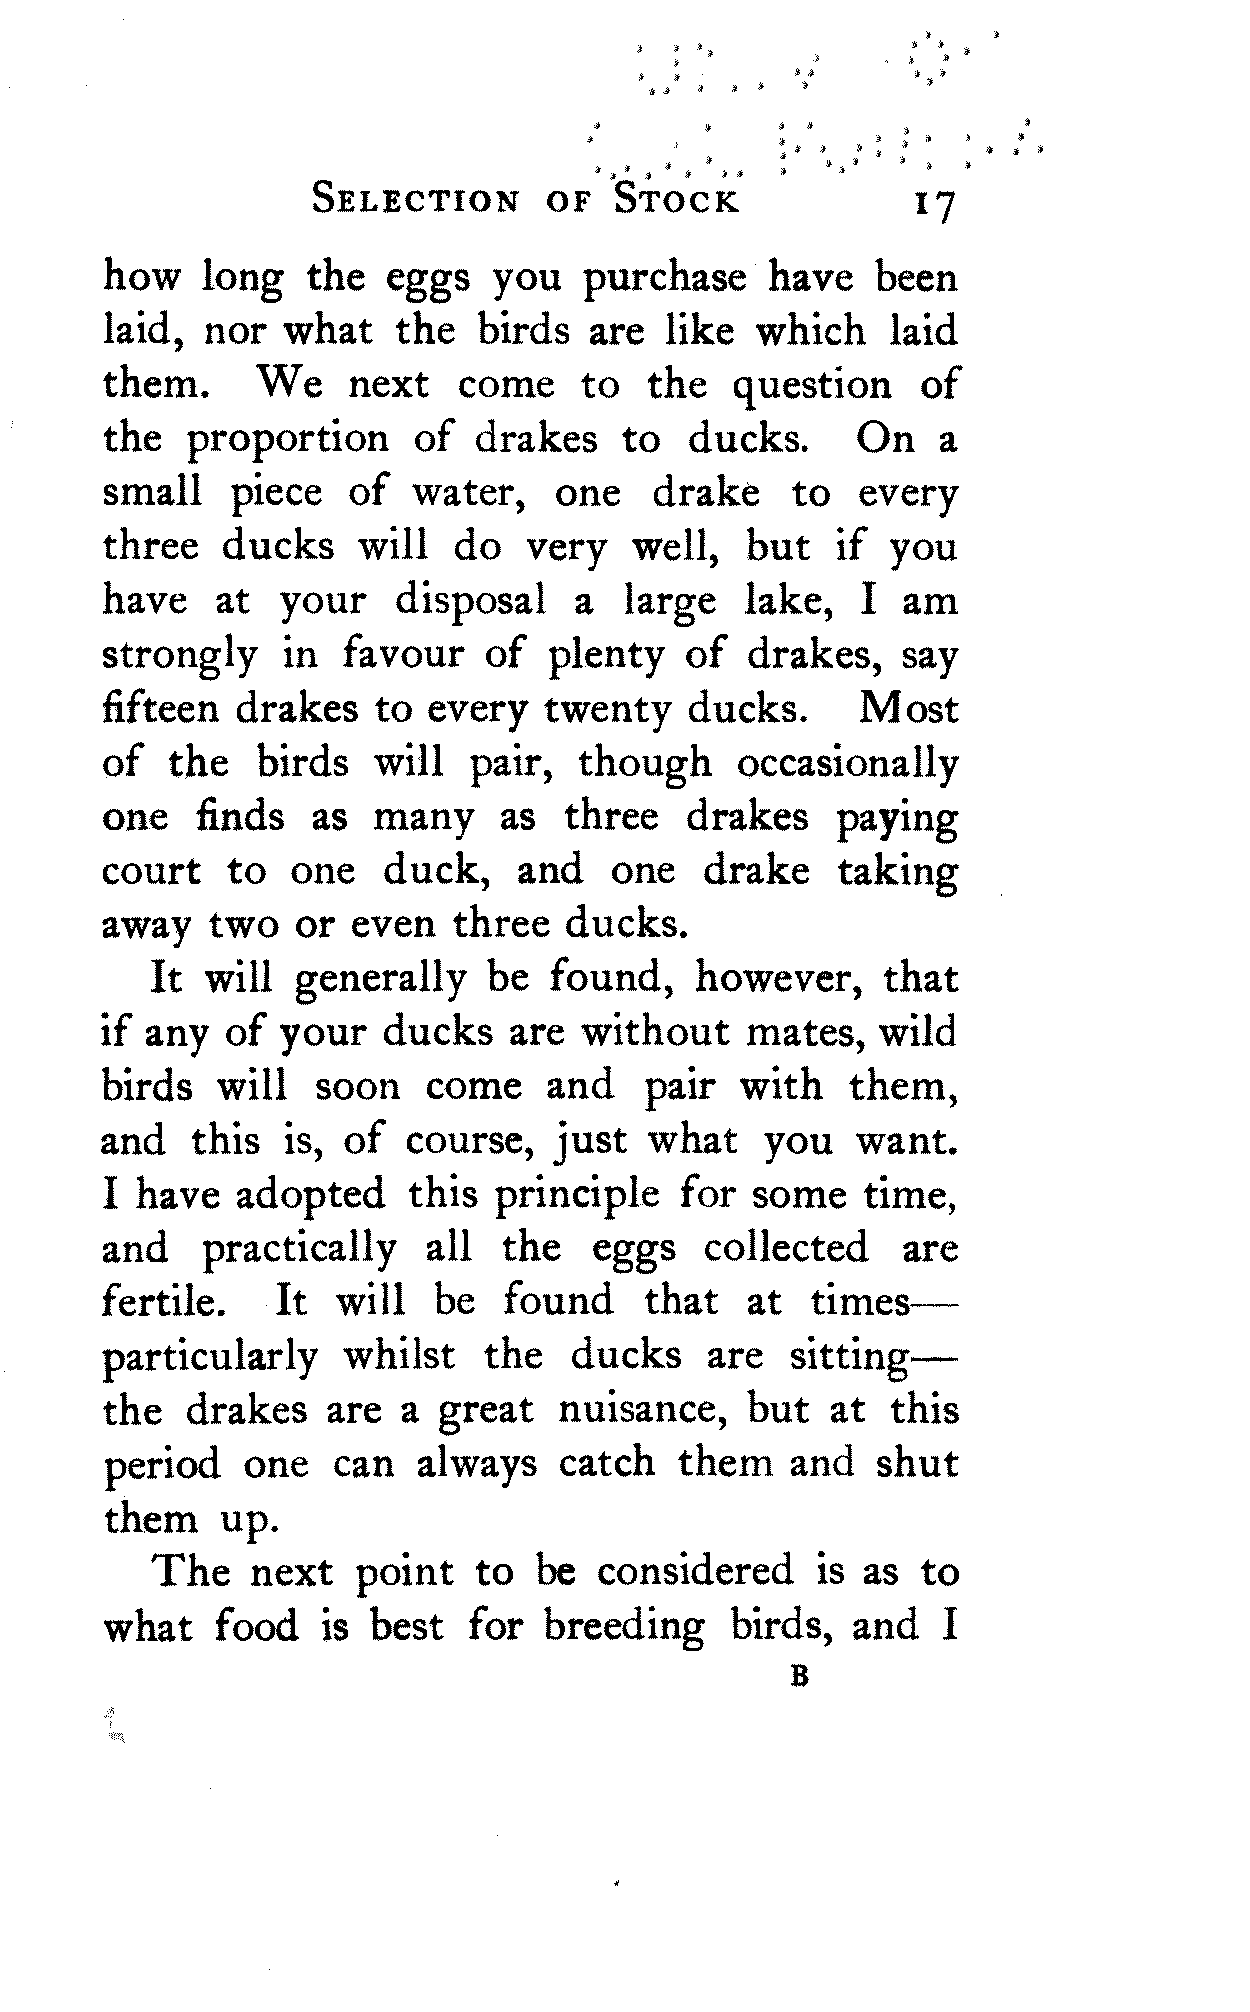 SELECTION OF STOCK 17
how long the eggs you purchase have been
laid, nor what the birds are like which laid
them. We next come to the question of
the proportion of drakes to ducks. On a
small piece of water, one drake to every
three ducks will do very well, but if you
have at your disposal a large lake, I am
strongly in favour of plenty of drakes, say
fifteen drakes to every twenty ducks. Most
of the birds will pair, though occasionally
one finds as many as three drakes paying
court to one duck, and one drake taking
away two or even three ducks.
It will generally be found, however, that
if any of your ducks are without mates, wild
birds will soon come and pair with them,
and this is, of course, just what you want.
I have adopted this principle for some time,
and practically all the eggs collected are
fertile. It will be found that at times—
particularly whilst the ducks are sitting—
the drakes are a great nuisance, but at this
period one can always catch them and shut
them up.
The next point to be considered is as to
what food is best for breeding birds, and I
B